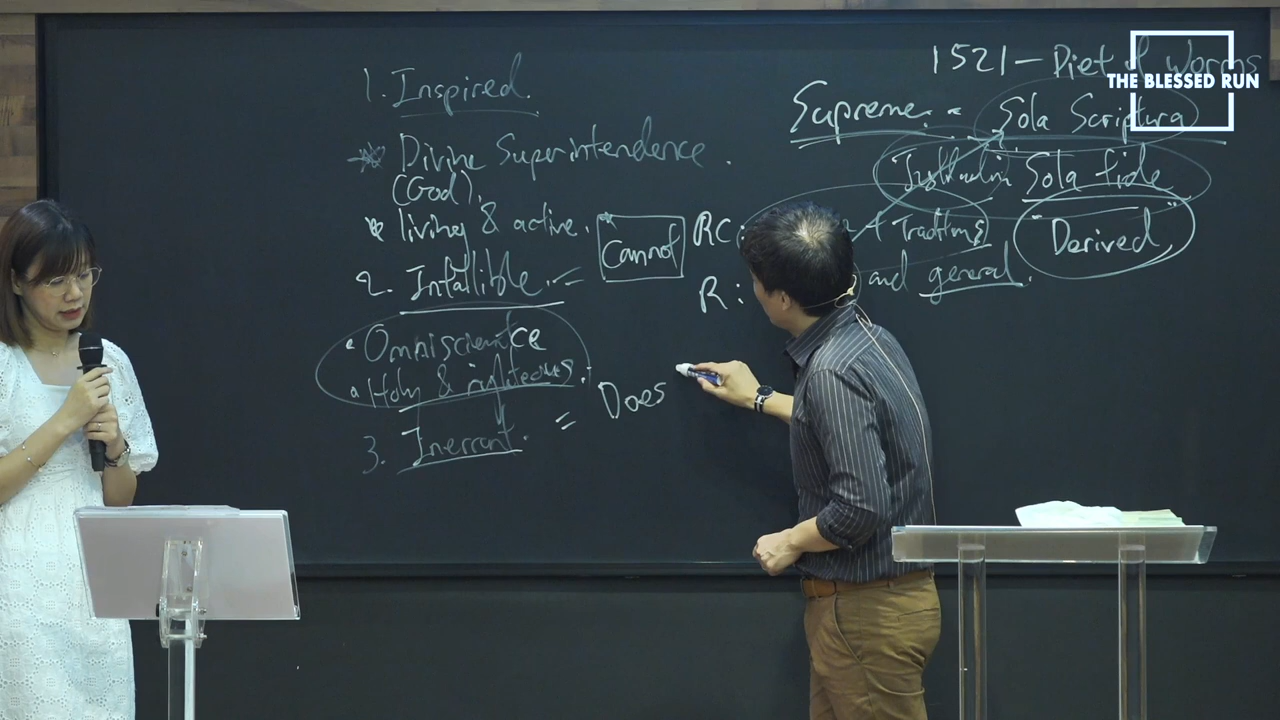 1. Inspired.
* Divine Superintendence.
(God).
* living & active.
2. Infallible. = Cannot
• Omniscience
• Holy & righteous.
3. Inerrant. = Does
1521 - Diet of Worms
Supreme: - Sola Scriptura
Sola fide
RC: Traditions "Derived"
R: and general.
THE BLESSED RUN